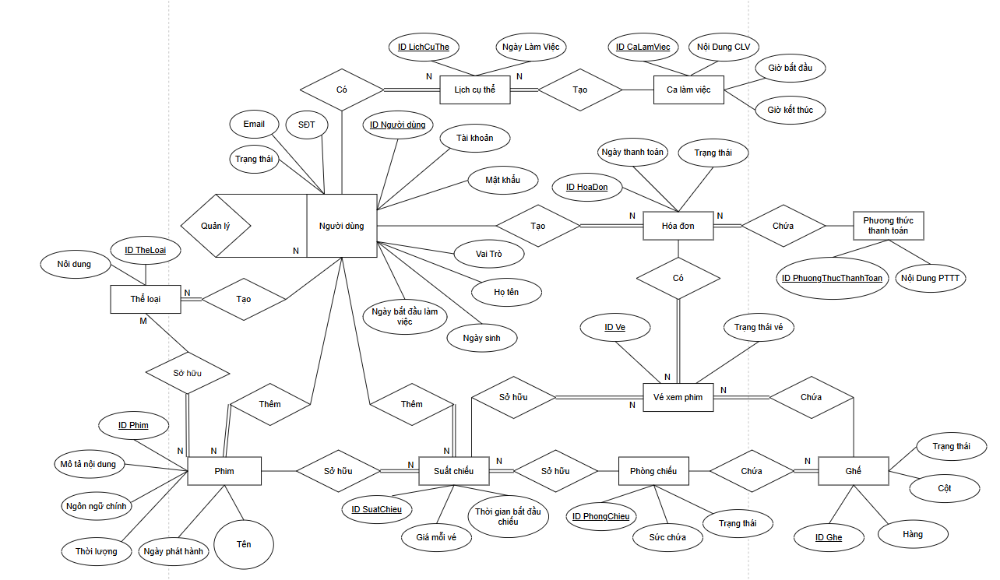 ID LichCuThe
Ngày Làm Việc
ID CaLamViec
Nội Dung CLV
Giờ bắt đầu
Giờ kết thúc
Có
N
Lịch cụ thể
N
Tạo
Ca làm việc
Email
SĐT
ID Người dùng
Trạng thái
Tài khoản
Mật khẩu
Ngày thanh toán
Trạng thái
ID HoaDon
Quản lý
N
Người dùng
Tạo
N
Hóa đơn
N
Chứa
Phương thức
thanh toán
ID TheLoai
Nôi dung
Vai Trò
Họ tên
Ngày bắt đầu làm
việc
Ngày sinh
Có
ID PhuongThucThanhToan
Nội Dung PTTT
Thể loại
N
Tạo
M
ID Ve
Trạng thái vé
Sở hữu
Thêm
Thêm
Sở hữu
N
N
Vé xem phim
N
Chứa
ID Phim
Mô tả nội dung
Ngôn ngữ chính
Thời lượng
Ngày phát hành
Tên
N
N
Phim
Sở hữu
N
N
Suất chiếu
N
Sở hữu
Phòng chiếu
Chứa
N
Ghế
Trạng thái
Cột
Hàng
ID Ghe
ID SuatChieu
Giá mỗi vé
Thời gian bắt đầu
chiếu
ID PhongChieu
Sức chứa
Trạng thái